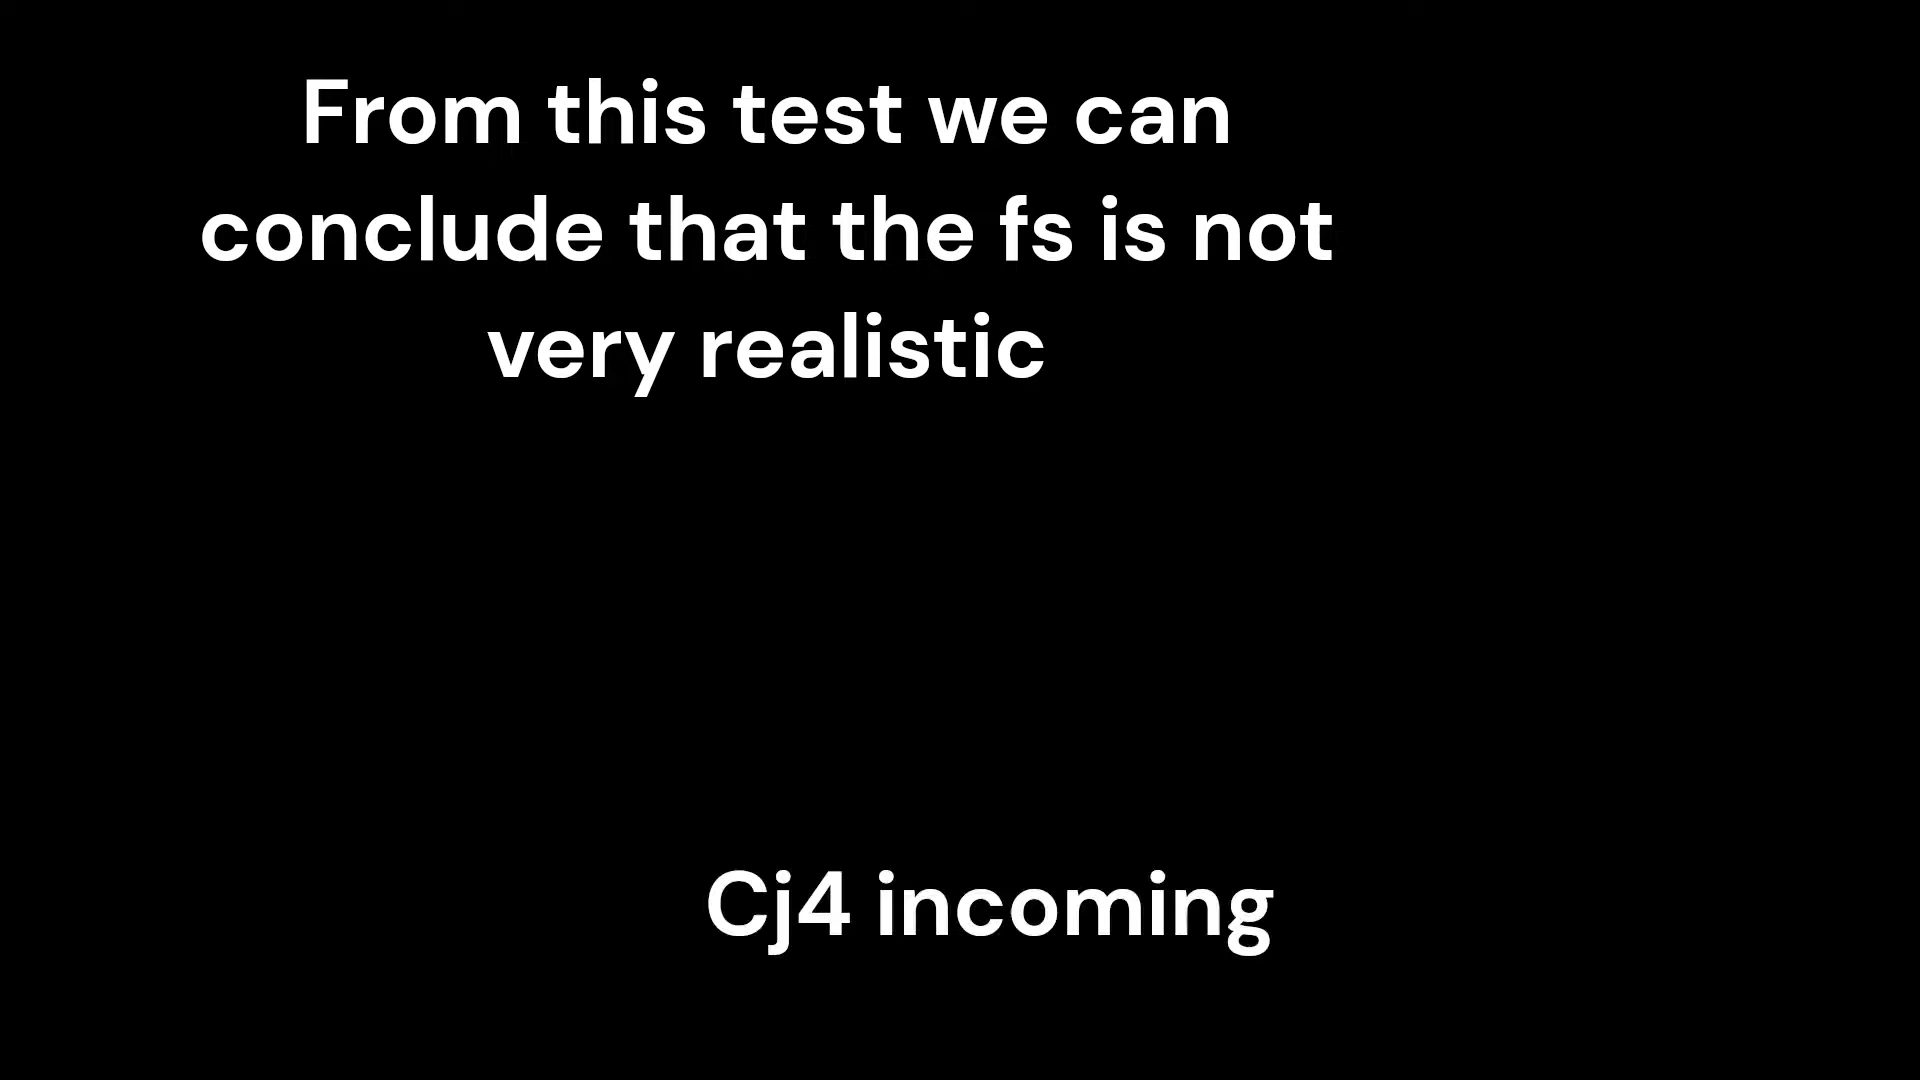 From this test we can
conclude that the fs is not
very realistic
Cj4 incoming